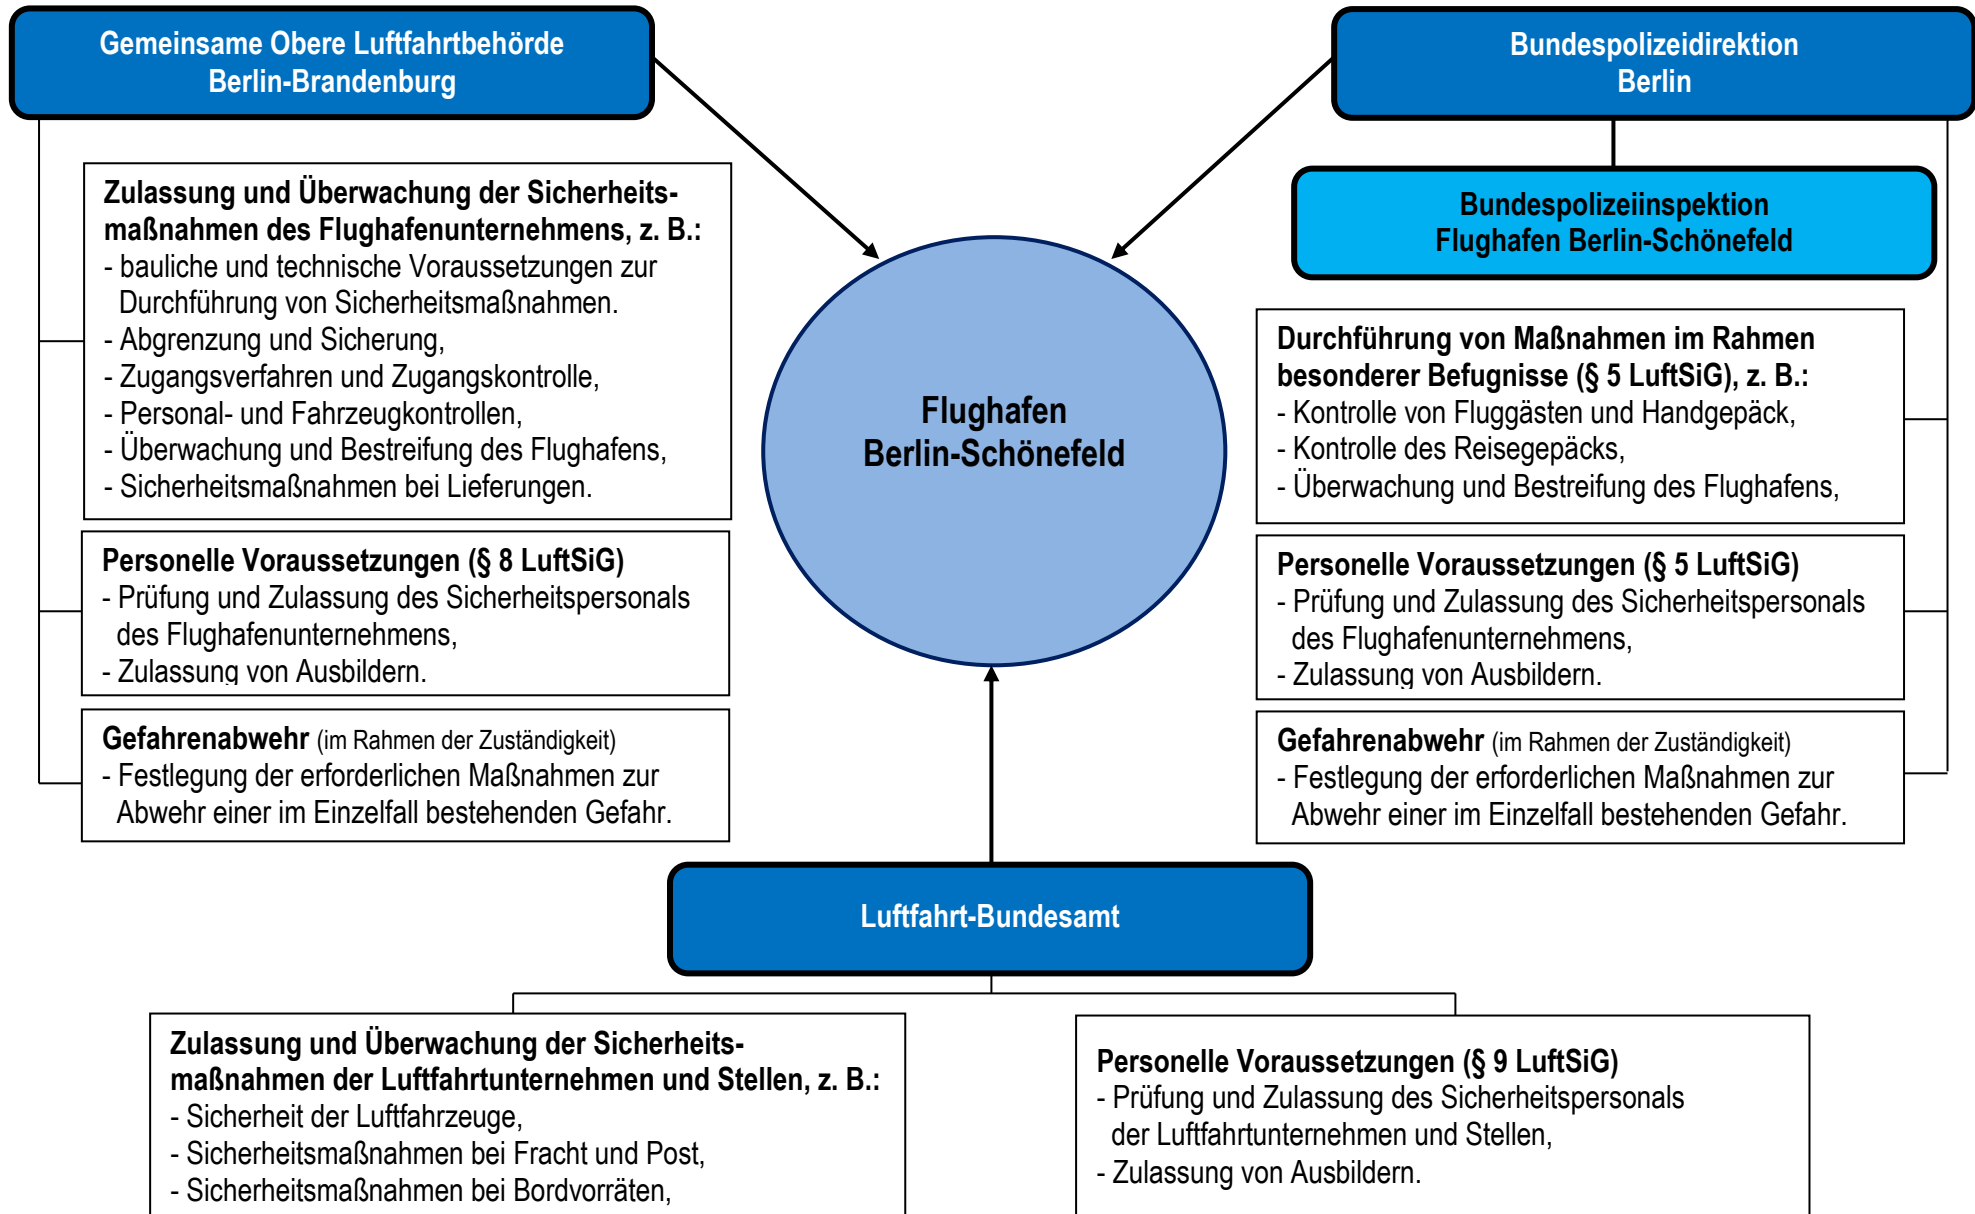 Gemeinsame Obere Luftfahrtbehörde
Berlin-Brandenburg
Bundespolizeidirektion
Berlin
Zulassung und Überwachung der Sicherheits-
maßnahmen des Flughafenunternehmens, z. B.:
- bauliche und technische Voraussetzungen zur
Durchführung von Sicherheitsmaßnahmen.
- Abgrenzung und Sicherung,
- Zugangsverfahren und Zugangskontrolle,
- Personal- und Fahrzeugkontrollen,
- Überwachung und Bestreifung des Flughafens,
- Sicherheitsmaßnahmen bei Lieferungen.
Personelle Voraussetzungen (§ 8 LuftSiG)
- Prüfung und Zulassung des Sicherheitspersonals
des Flughafenunternehmens,
- Zulassung von Ausbildern.
Gefahrenabwehr (im Rahmen der Zuständigkeit)
- Festlegung der erforderlichen Maßnahmen zur
Abwehr einer im Einzelfall bestehenden Gefahr.
Flughafen
Berlin-Schönefeld
Bundespolizeiinspektion
Flughafen Berlin-Schönefeld
Durchführung von Maßnahmen im Rahmen
besonderer Befugnisse (§ 5 LuftSiG), z. B.:
- Kontrolle von Fluggästen und Handgepäck,
- Kontrolle des Reisegepäcks,
- Überwachung und Bestreifung des Flughafens,
Personelle Voraussetzungen (§ 5 LuftSiG)
- Prüfung und Zulassung des Sicherheitspersonals
des Flughafenunternehmens,
- Zulassung von Ausbildern.
Gefahrenabwehr (im Rahmen der Zuständigkeit)
- Festlegung der erforderlichen Maßnahmen zur
Abwehr einer im Einzelfall bestehenden Gefahr.
Luftfahrt-Bundesamt
Zulassung und Überwachung der Sicherheits-
maßnahmen der Luftfahrtunternehmen und Stellen, z. B.:
- Sicherheit der Luftfahrzeuge,
- Sicherheitsmaßnahmen bei Fracht und Post,
- Sicherheitsmaßnahmen bei Bordvorräten,
Personelle Voraussetzungen (§ 9 LuftSiG)
- Prüfung und Zulassung des Sicherheitspersonals
der Luftfahrtunternehmen und Stellen,
- Zulassung von Ausbildern.